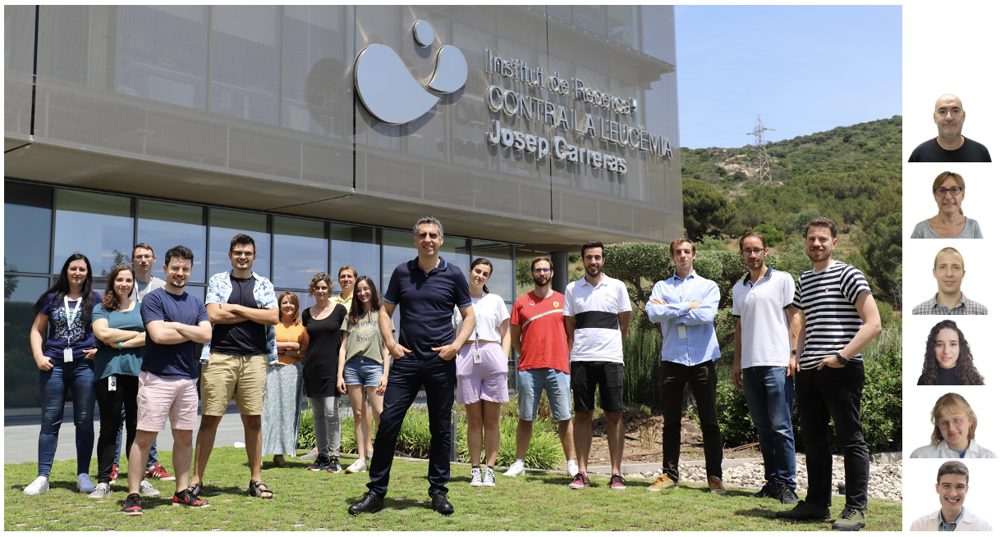 Institut de Recerca
CONTRA LA LEUCÈMIA
Josep Carreras